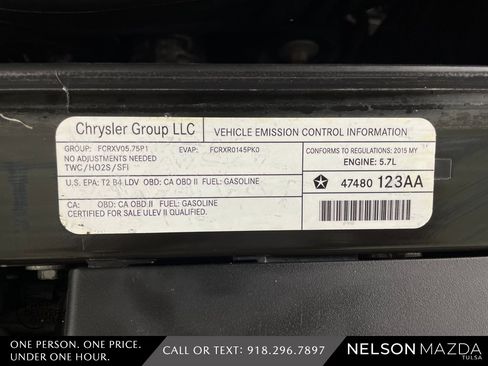 Chrysler Group LLC
VEHICLE EMISSION CONTROL INFORMATION
GROUP: FCRXV05.75P1 EVAP: FCRXR0145PK0
NO ADJUSTMENTS NEEDED
TWC/HO2S/SFI
CONFORMS TO REGULATIONS: 2015 MY
ENGINE: 5.7L
U.S. EPA: T2 B4 LDV OBD: CA OBD II FUEL: GASOLINE
47480 123AA
CA: OBD: CA OBD II FUEL: GASOLINE
CERTIFIED FOR SALE ULEV II QUALIFIED.
ONE PERSON. ONE PRICE.
UNDER ONE HOUR.
CALL OR TEXT: 918.296.7897
NELSON MAZDA
TULSA